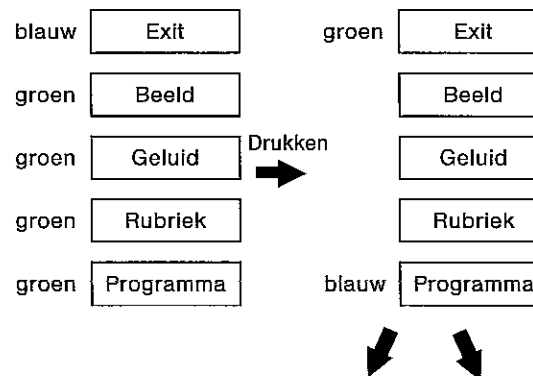 blauw Exit groen Exit
groen Beeld Beeld
groen Geluid Drukken Geluid
groen Rubriek Rubriek
groen Programma blauw Programma